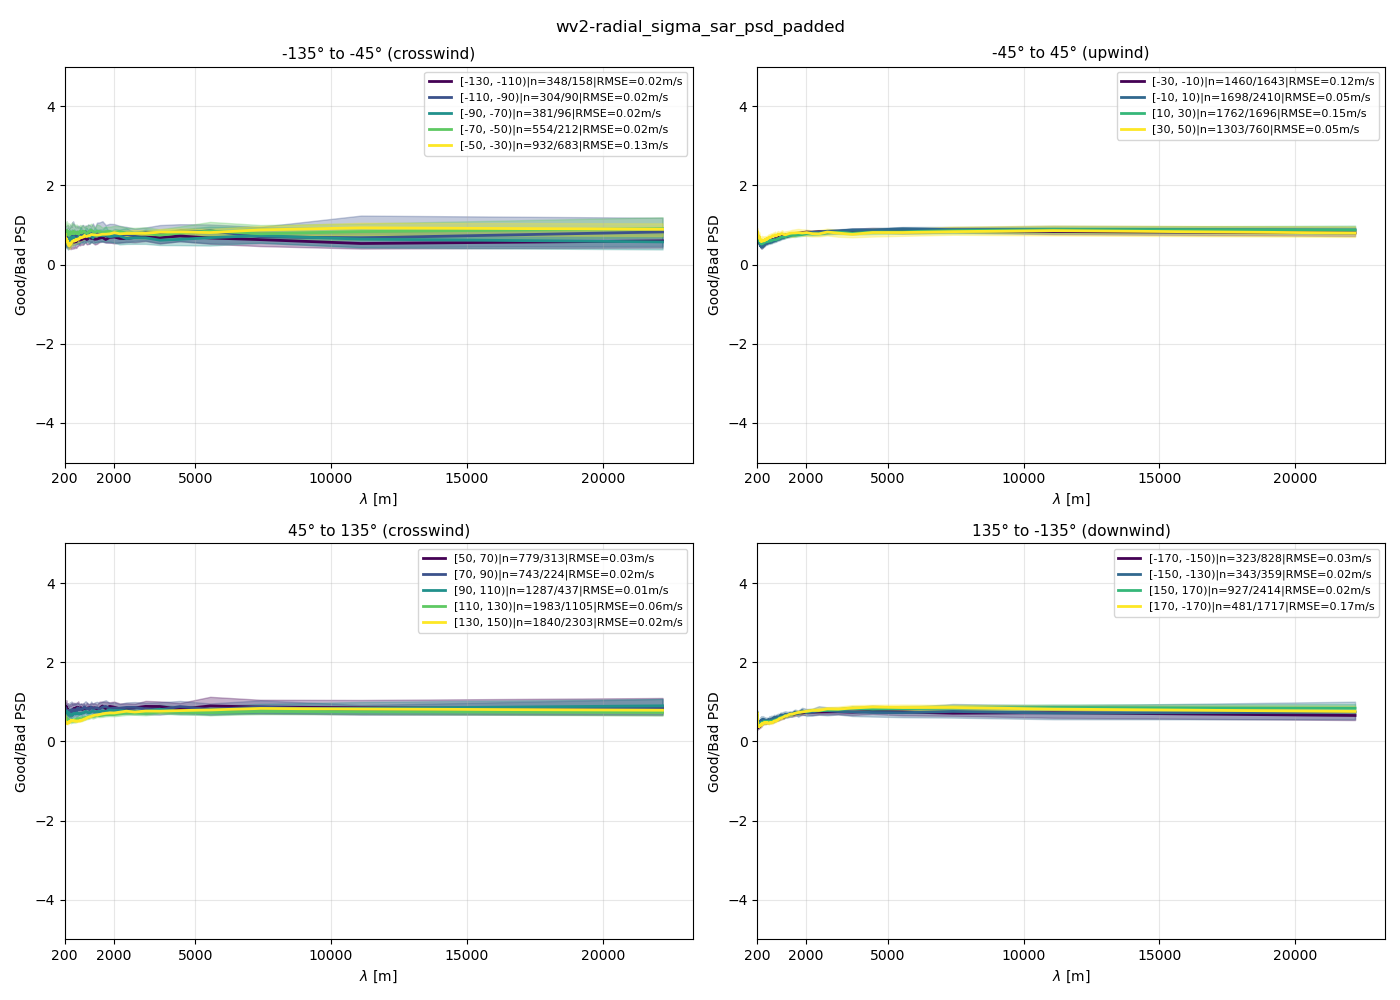 wv2-radial_sigma_sar_psd_padded
-135° to -45° (crosswind)
[-130, -110)|n=348/158|RMSE=0.02m/s
[-110, -90)|n=304/90|RMSE=0.02m/s
[-90, -70)|n=381/96|RMSE=0.02m/s
[-70, -50)|n=554/212|RMSE=0.02m/s
[-50, -30)|n=932/683|RMSE=0.13m/s
4
2
0
−2
−4
Good/Bad PSD
200 2000 5000 10000 15000 20000
λ [m]
-45° to 45° (upwind)
[-30, -10)|n=1460/1643|RMSE=0.12m/s
[-10, 10)|n=1698/2410|RMSE=0.05m/s
[10, 30)|n=1762/1696|RMSE=0.15m/s
[30, 50)|n=1303/760|RMSE=0.05m/s
4
2
0
−2
−4
Good/Bad PSD
200 2000 5000 10000 15000 20000
λ [m]
45° to 135° (crosswind)
[50, 70)|n=779/313|RMSE=0.03m/s
[70, 90)|n=743/224|RMSE=0.02m/s
[90, 110)|n=1287/437|RMSE=0.01m/s
[110, 130)|n=1983/1105|RMSE=0.06m/s
[130, 150)|n=1840/2303|RMSE=0.02m/s
4
2
0
−2
−4
Good/Bad PSD
200 2000 5000 10000 15000 20000
λ [m]
135° to -135° (downwind)
[-170, -150)|n=323/828|RMSE=0.03m/s
[-150, -130)|n=343/359|RMSE=0.02m/s
[150, 170)|n=927/2414|RMSE=0.02m/s
[170, -170)|n=481/1717|RMSE=0.17m/s
4
2
0
−2
−4
Good/Bad PSD
200 2000 5000 10000 15000 20000
λ [m]